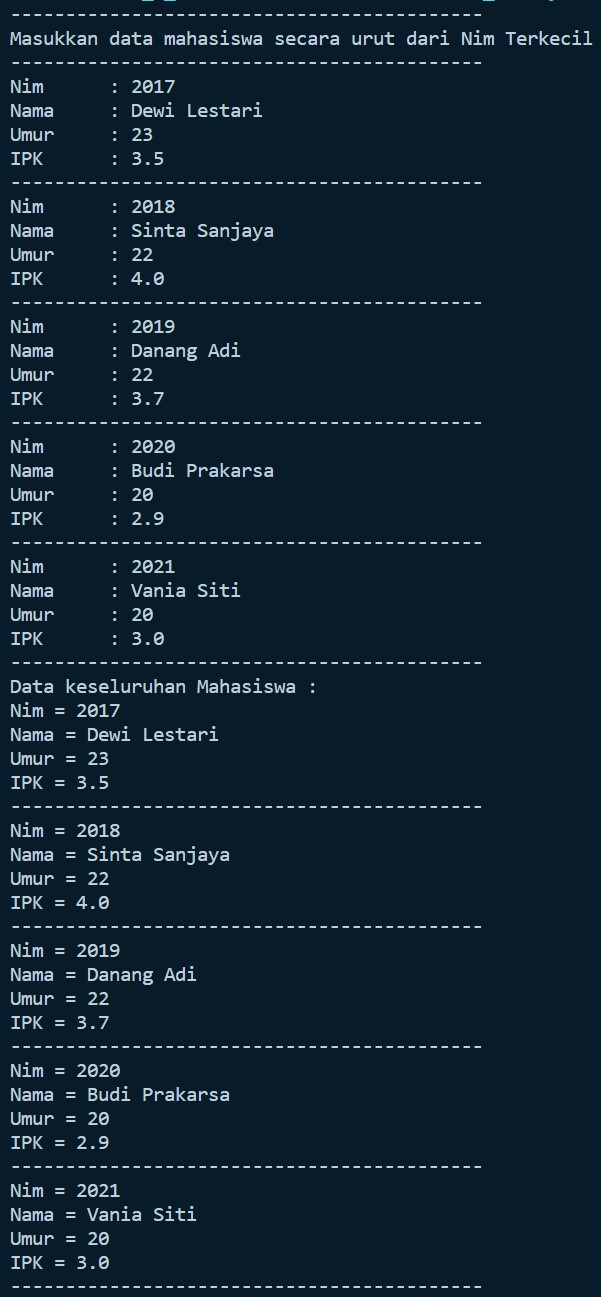 -------------------------------------------
Masukkan data mahasiswa secara urut dari Nim Terkecil
-------------------------------------------
Nim      : 2017
Nama     : Dewi Lestari
Umur     : 23
IPK      : 3.5
-------------------------------------------
Nim      : 2018
Nama     : Sinta Sanjaya
Umur     : 22
IPK      : 4.0
-------------------------------------------
Nim      : 2019
Nama     : Danang Adi
Umur     : 22
IPK      : 3.7
-------------------------------------------
Nim      : 2020
Nama     : Budi Prakarsa
Umur     : 20
IPK      : 2.9
-------------------------------------------
Nim      : 2021
Nama     : Vania Siti
Umur     : 20
IPK      : 3.0
-------------------------------------------
Data keseluruhan Mahasiswa :
Nim = 2017
Nama = Dewi Lestari
Umur = 23
IPK = 3.5
-------------------------------------------
Nim = 2018
Nama = Sinta Sanjaya
Umur = 22
IPK = 4.0
-------------------------------------------
Nim = 2019
Nama = Danang Adi
Umur = 22
IPK = 3.7
-------------------------------------------
Nim = 2020
Nama = Budi Prakarsa
Umur = 20
IPK = 2.9
-------------------------------------------
Nim = 2021
Nama = Vania Siti
Umur = 20
IPK = 3.0
-------------------------------------------